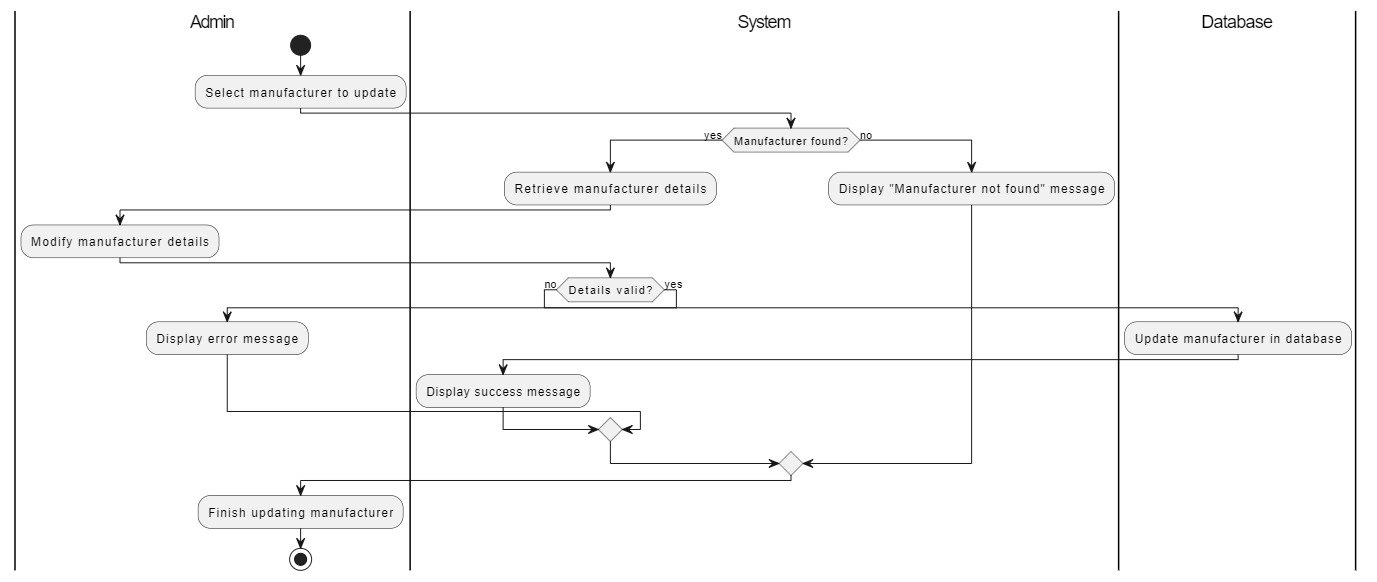 Admin
System
Database
Select manufacturer to update
yes
Manufacturer found?
no
Retrieve manufacturer details
Display "Manufacturer not found" message
Modify manufacturer details
no
Details valid?
yes
Display error message
Update manufacturer in database
Display success message
Finish updating manufacturer